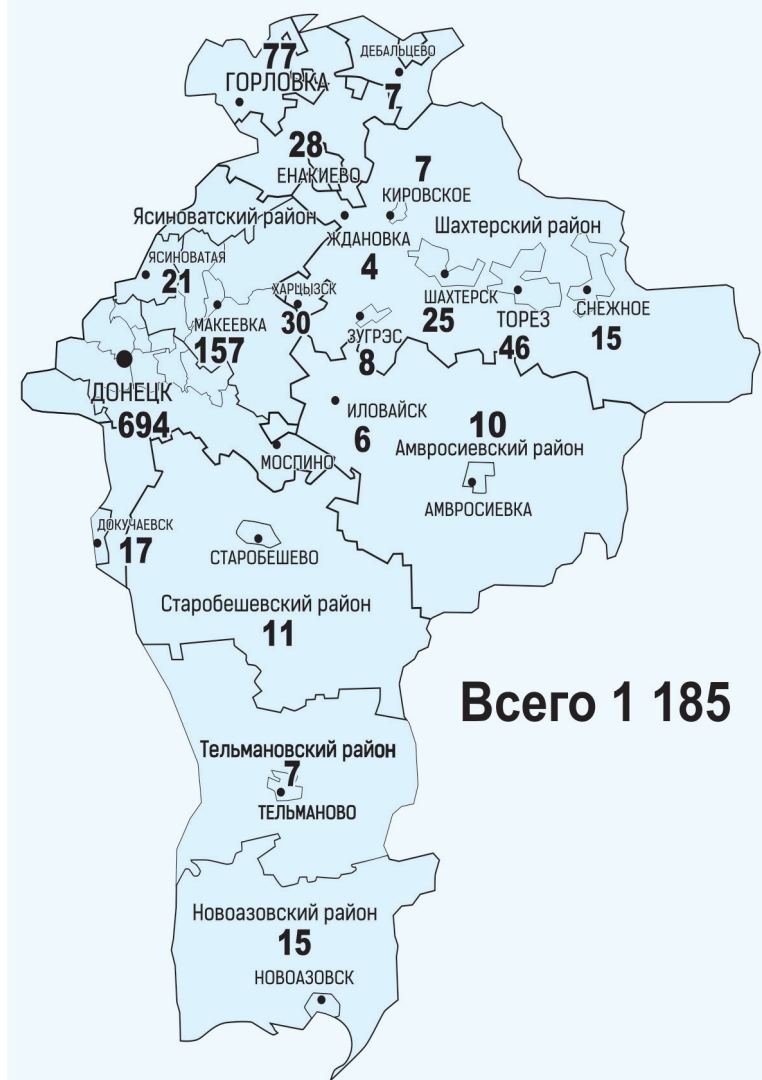 77
ГОРЛОВКА
ДЕБАЛЬЦЕВО
7
28
ЕНАКИЕВО
7
КИРОВСКОЕ
Ясиноватский район
ЖДАНОВКА
4
Шахтерский район
ЯСИНОВАТАЯ
21
ХАРЦЫЗСК
30
МАКЕЕВКА
157
ШАХТЕРСК
25
ТОРЕЗ
46
СНЕЖНОЕ
15
ЗУГРЭС
8
ДОНЕЦК
694
ИЛОВАЙСК
6
10
Амвросиевский район
МОСПИНО
АМВРОСИЕВКА
ДОКУЧАЕВСК
17
СТАРОБЕШЕВО
Старобешевский район
11
Всего 1 185
Тельмановский район
7
ТЕЛЬМАНОВО
Новоазовский район
15
НОВОАЗОВСК